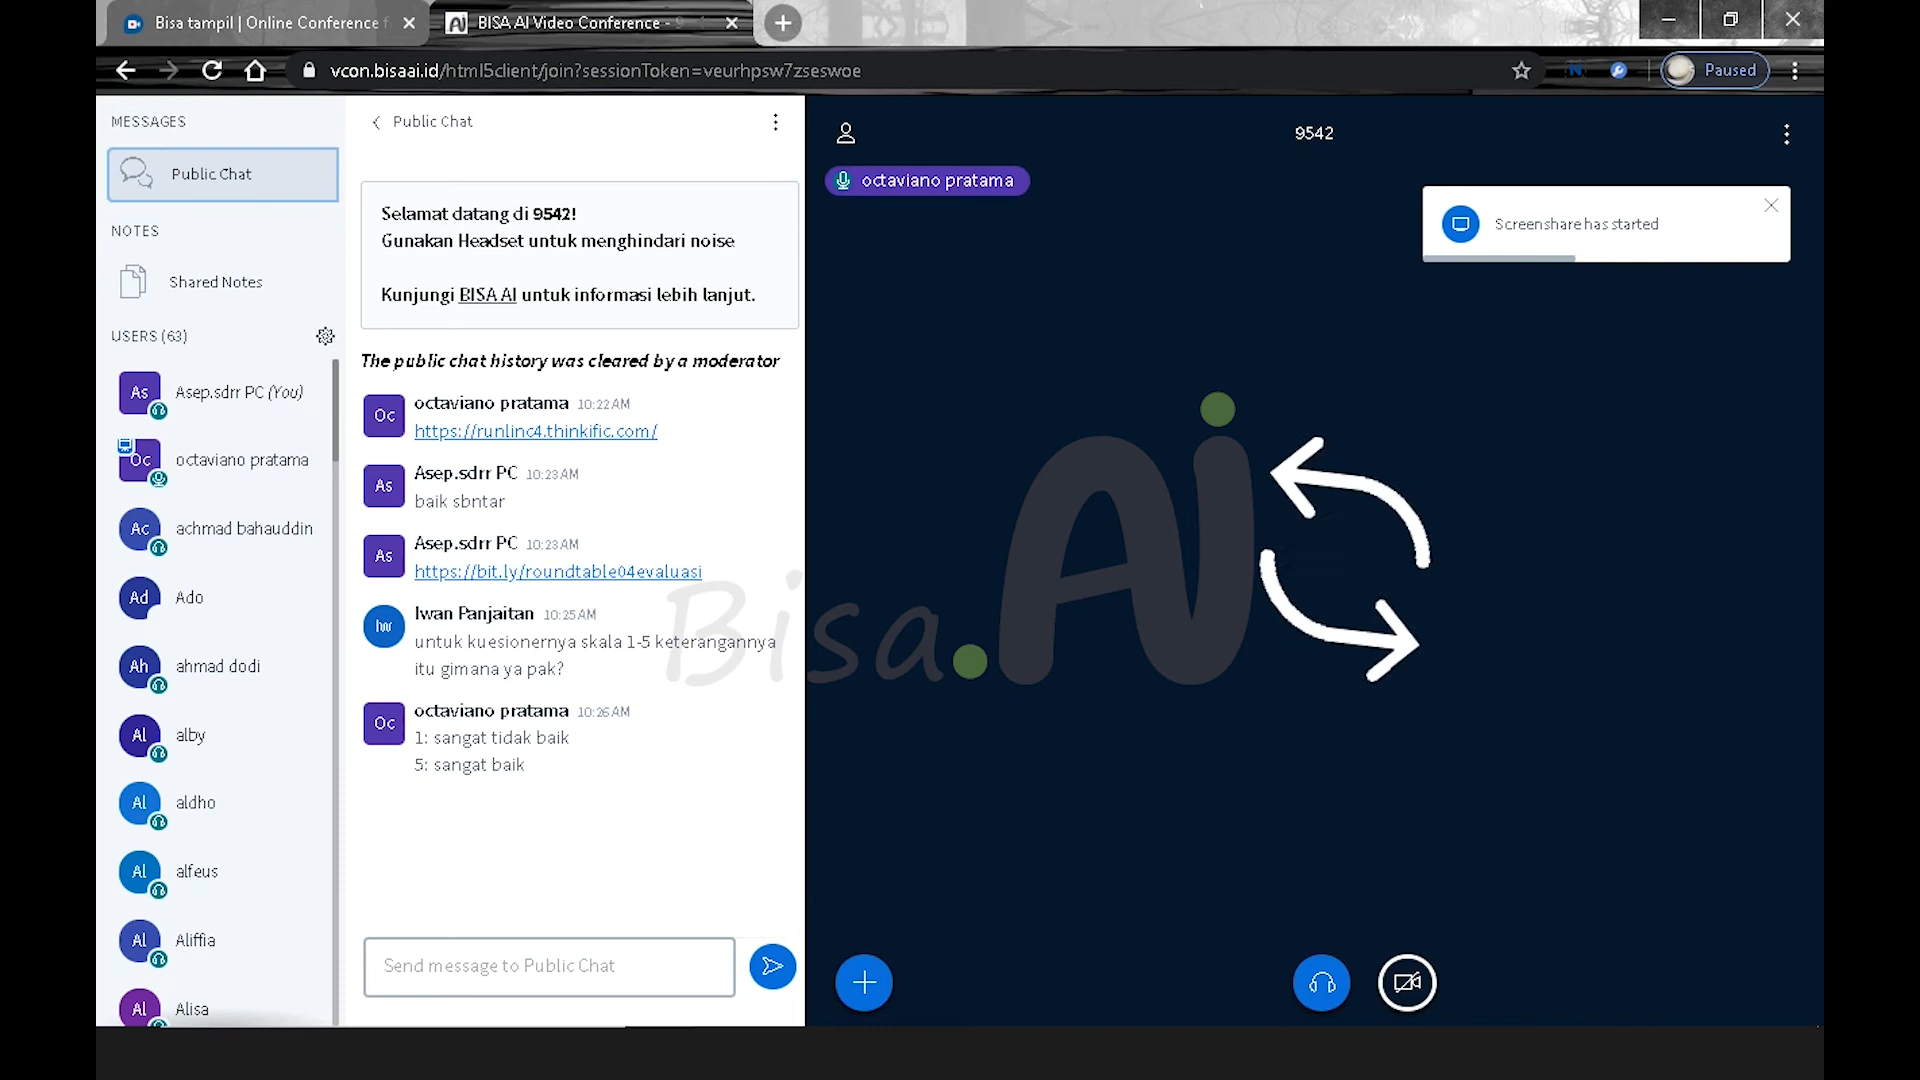 Bisa tampil | Online Conference f
BISA AI Video Conference - 9
vcon.bisaai.id/html5client/join?sessionToken=veurhpsw7zseswoe
Paused
MESSAGES
Public Chat
NOTES
Shared Notes
USERS (63)
As
Asep.sdrr PC (You)
Oc
octaviano pratama
Ac
achmad bahauddin
Ad
Ado
Ah
ahmad dodi
Al
alby
Al
aldho
Al
alfeus
Al
Aliffia
Al
Alisa
Public Chat
Selamat datang di 9542!
Gunakan Headset untuk menghindari noise
Kunjungi BISA AI untuk informasi lebih lanjut.
The public chat history was cleared by a moderator
Oc
octaviano pratama 10:22 AM
https://runlinc4.thinkific.com/
As
Asep.sdrr PC 10:23 AM
baik sbntar
As
Asep.sdrr PC 10:23 AM
https://bit.ly/roundtable04evaluasi
Iw
Iwan Panjaitan 10:25 AM
untuk kuesionernya skala 1-5 keterangannya
itu gimana ya pak?
Oc
octaviano pratama 10:26 AM
1: sangat tidak baik
5: sangat baik
Send message to Public Chat
9542
octaviano pratama
Screenshare has started
Bisa.Ai